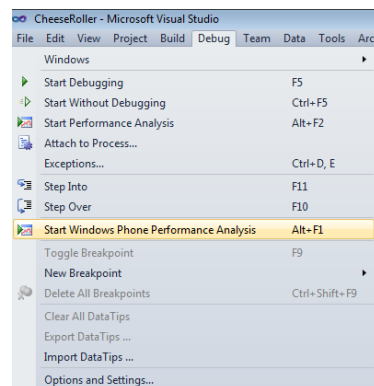 CheeseRoller - Microsoft Visual Studio
File Edit View Project Build Debug Team Data Tools
Windows
Start Debugging F5
Start Without Debugging Ctrl+F5
Start Performance Analysis Alt+F2
Attach to Process...
Exceptions... Ctrl+D, E
Step Into F11
Step Over F10
Start Windows Phone Performance Analysis Alt+F1
Toggle Breakpoint F9
New Breakpoint
Delete All Breakpoints Ctrl+Shift+F9
Clear All DataTips
Export DataTips ...
Import DataTips ...
Options and Settings...